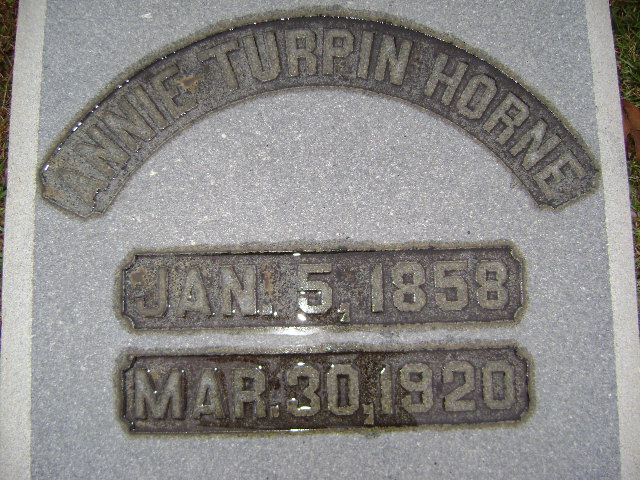 ANNIE TURPIN HORNE
JAN. 5, 1858
MAR. 30, 1920